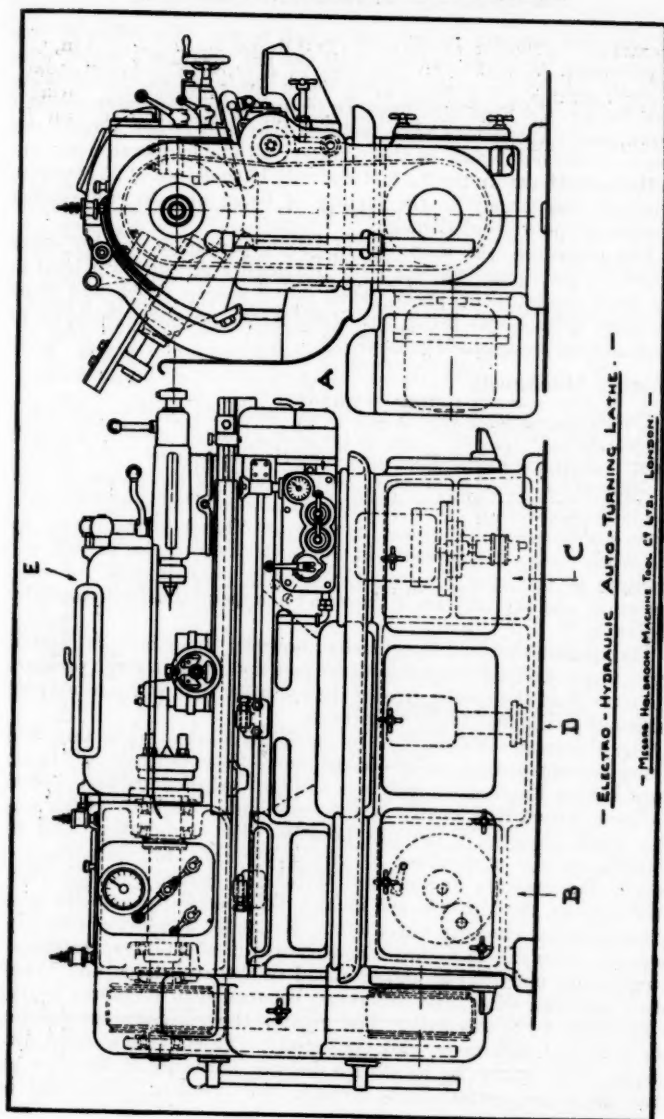 E
A
B
D
C
— ELECTRO-HYDRAULIC AUTO-TURNING LATHE. —
— MESSRS HOLBROOK MACHINE TOOL Cº LTD. LONDON. —